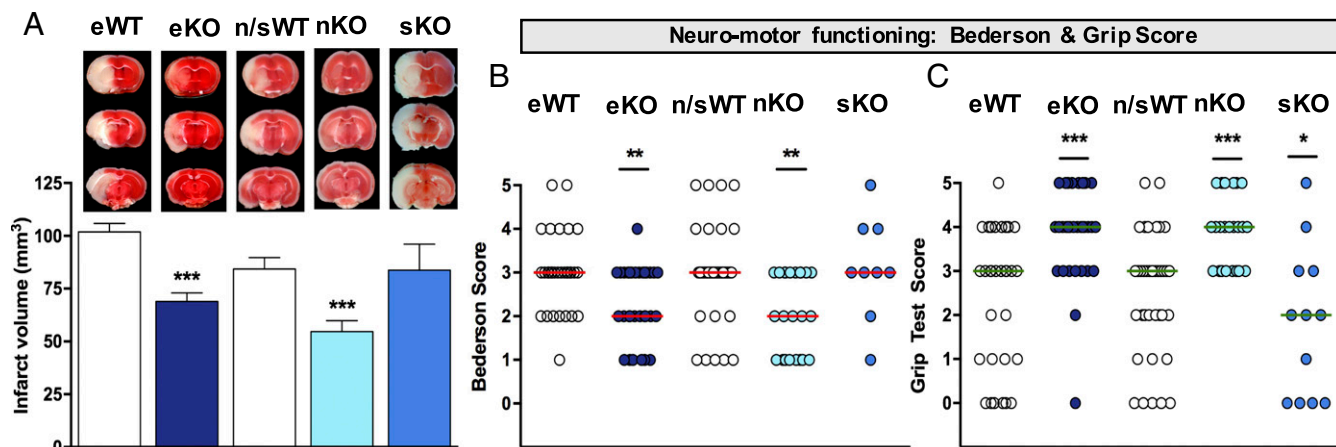 A
eWT eKO n/sWT nKO sKO
Infarct volume (mm³)
125
100
75
50
25
0
***
***
Neuro-motor functioning: Bederson & Grip Score
B
eWT eKO n/sWT nKO sKO
** **
Bederson Score
5
4
3
2
1
0
C
eWT eKO n/sWT nKO sKO
*** *** *
Grip Test Score
5
4
3
2
1
0